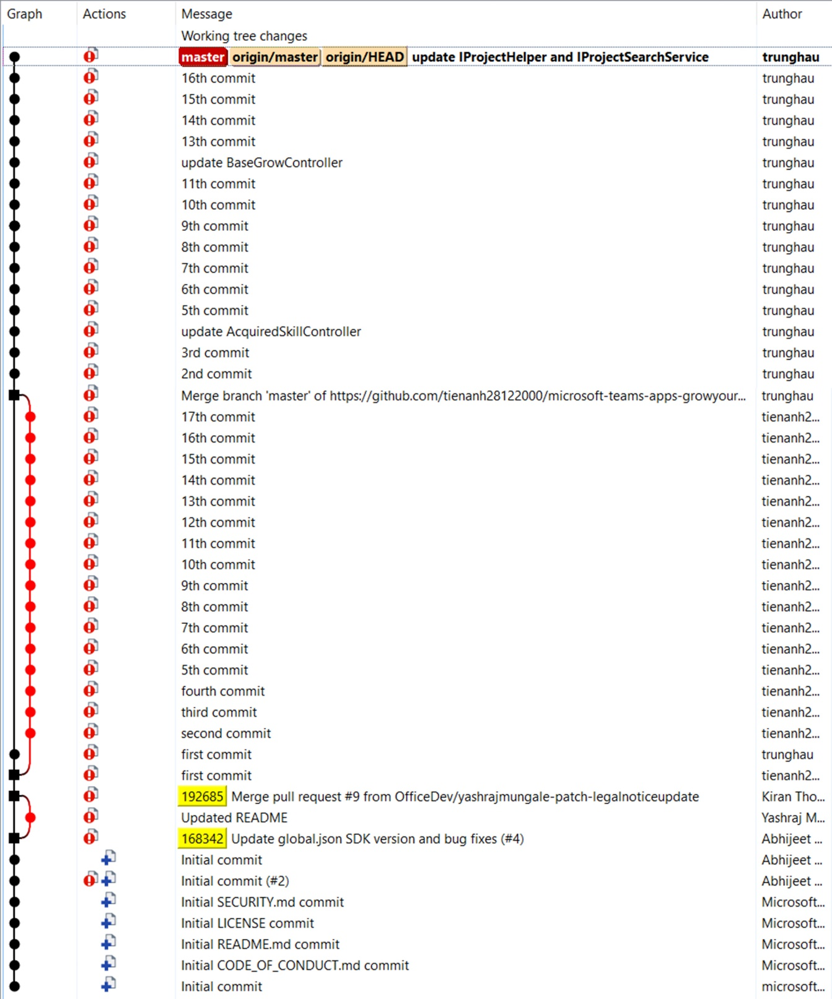 Graph Actions Message Author
Working tree changes
master origin/master origin/HEAD update IProjectHelper and IProjectSearchService trunghau
16th commit trunghau
15th commit trunghau
14th commit trunghau
13th commit trunghau
update BaseGrowController trunghau
11th commit trunghau
10th commit trunghau
9th commit trunghau
8th commit trunghau
7th commit trunghau
6th commit trunghau
5th commit trunghau
update AcquiredSkillController trunghau
3rd commit trunghau
2nd commit trunghau
Merge branch 'master' of https://github.com/tienanh28122000/microsoft-teams-apps-growyour... trunghau
17th commit tienanh2...
16th commit tienanh2...
15th commit tienanh2...
14th commit tienanh2...
13th commit tienanh2...
12th commit tienanh2...
11th commit tienanh2...
10th commit tienanh2...
9th commit tienanh2...
8th commit tienanh2...
7th commit tienanh2...
6th commit tienanh2...
5th commit tienanh2...
fourth commit tienanh2...
third commit tienanh2...
second commit tienanh2...
first commit trunghau
first commit tienanh2...
192685 Merge pull request #9 from OfficeDev/yashrajmungale-patch-legalnoticeupdate Kiran Tho...
Updated README Yashraj M...
168342 Update global.json SDK version and bug fixes (#4) Abhijeet ...
Initial commit Abhijeet ...
Initial commit (#2) Abhijeet ...
Initial SECURITY.md commit Microsoft...
Initial LICENSE commit Microsoft...
Initial README.md commit Microsoft...
Initial CODE_OF_CONDUCT.md commit Microsoft...
Initial commit microsoft...